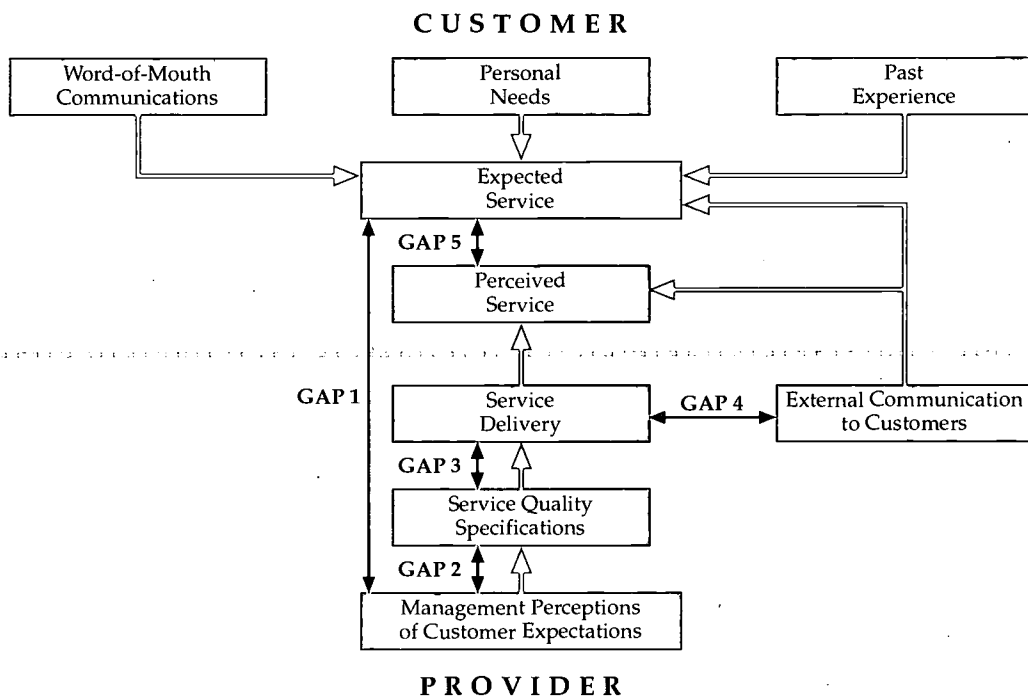 CUSTOMER
Word-of-Mouth
Communications
Personal
Needs
Past
Experience
Expected
Service
GAP 5
Perceived
Service
GAP 1
Service
Delivery
GAP 4
External Communication
to Customers
GAP 3
Service Quality
Specifications
GAP 2
Management Perceptions
of Customer Expectations
PROVIDER